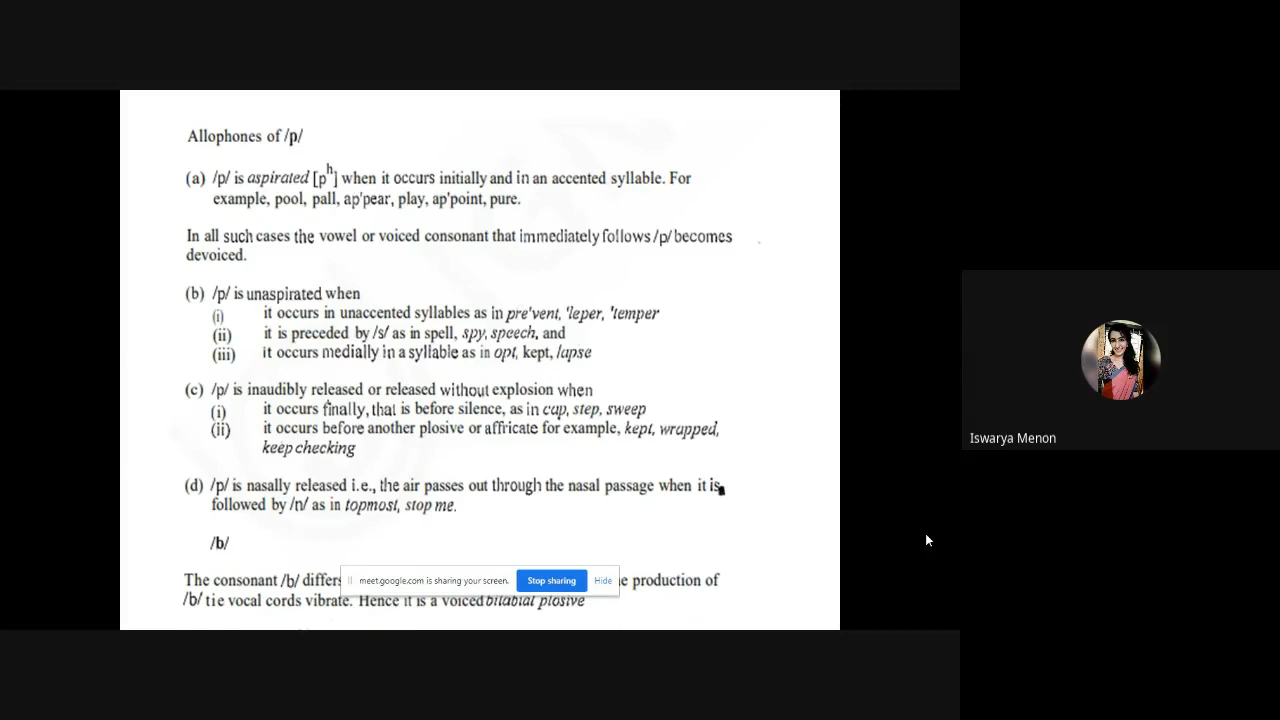 Allophones of /p/
(a) /p/ is aspirated [pʰ] when it occurs initially and in an accented syllable. For
example, pool, pall, ap'pear, play, ap'point, pure.
In all such cases the vowel or voiced consonant that immediately follows /p/ becomes
devoiced.
(b) /p/ is unaspirated when
(i) it occurs in unaccented syllables as in pre'vent, 'leper, 'temper
(ii) it is preceded by /s/ as in spell, spy, speech, and
(iii) it occurs medially in a syllable as in opt, kept, lapse
(c) /p/ is inaudibly released or released without explosion when
(i) it occurs finally, that is before silence, as in cap, step, sweep
(ii) it occurs before another plosive or affricate for example, kept, wrapped,
keep checking
(d) /p/ is nasally released i.e., the air passes out through the nasal passage when it is
followed by /n/ as in topmost, stop me.
/b/
The consonant /b/ differs
meet.google.com is sharing your screen. Stop sharing Hide
production of
/b/ tie vocal cords vibrate. Hence it is a voiced bilabial plosive
Iswarya Menon